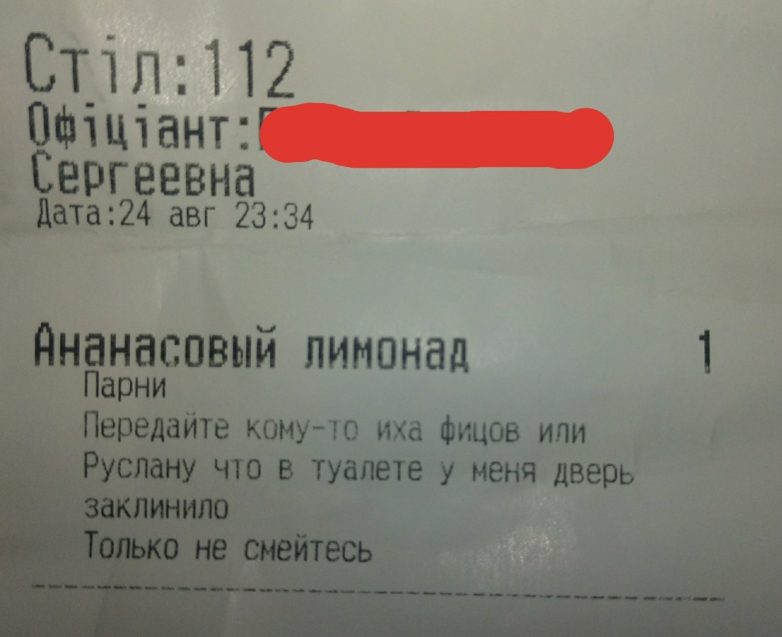 Стіл:112
Офіціант:
Сергеевна
Дата:24 авг 23:34
Ананасовый лимонад 1
Парни
Передайте кому-то иха фицов или
Руслану что в туалете у меня дверь
заклинило
Только не смейтесь